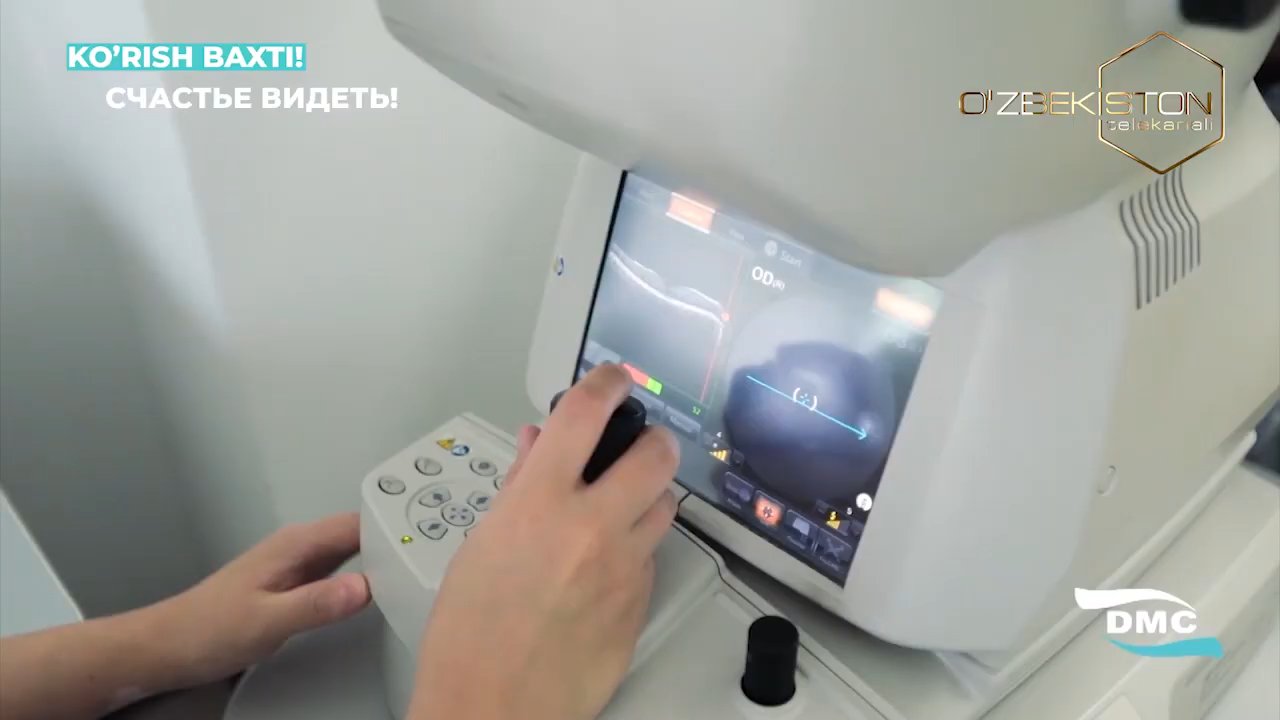 KO’RISH BAXTI!
СЧАСТЬЕ ВИДЕТЬ!
O'ZBEKISTON
telekanali
Start
OD(R)
DMC